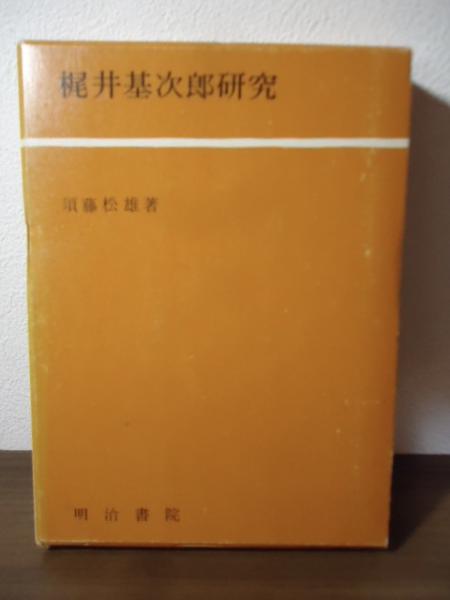 梶井基次郎研究
須藤松雄著
明治書院